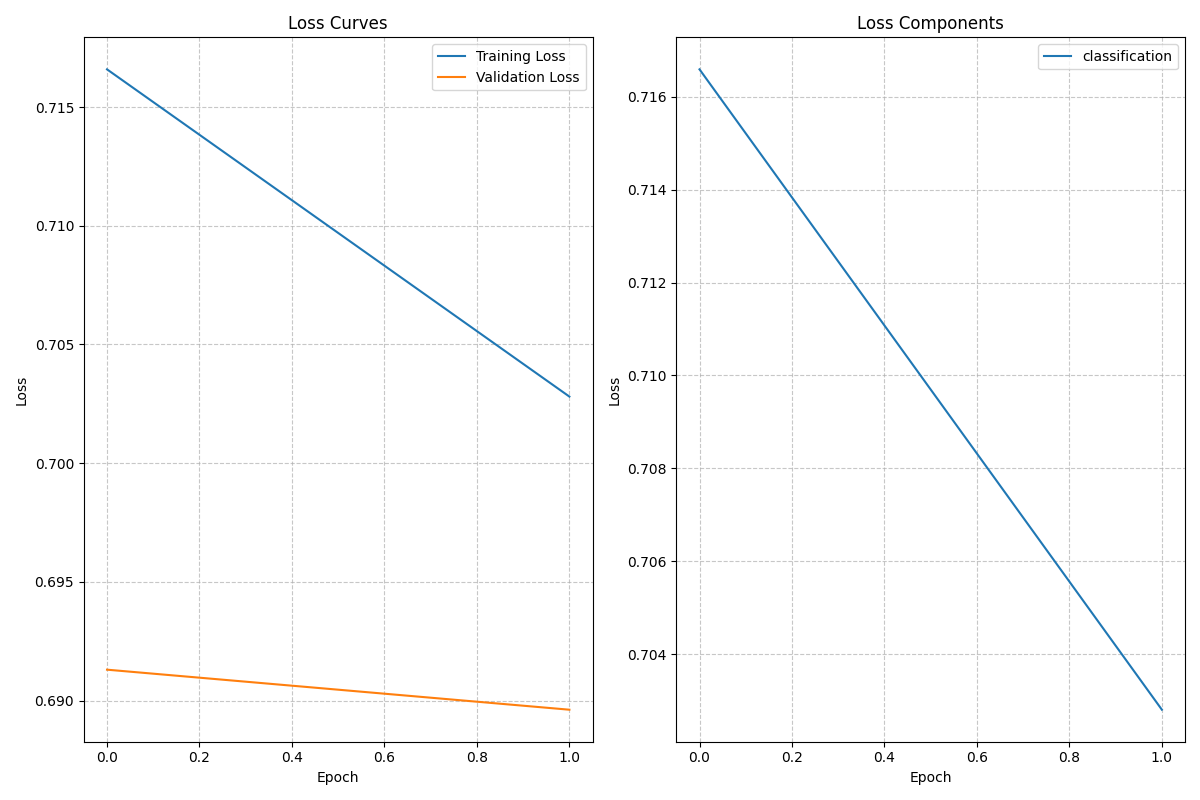 Loss Curves
Training Loss
Validation Loss
0.715
0.710
0.705
0.700
0.695
0.690
Loss
0.0 0.2 0.4 0.6 0.8 1.0
Epoch
Loss Components
classification
0.716
0.714
0.712
0.710
0.708
0.706
0.704
Loss
0.0 0.2 0.4 0.6 0.8 1.0
Epoch